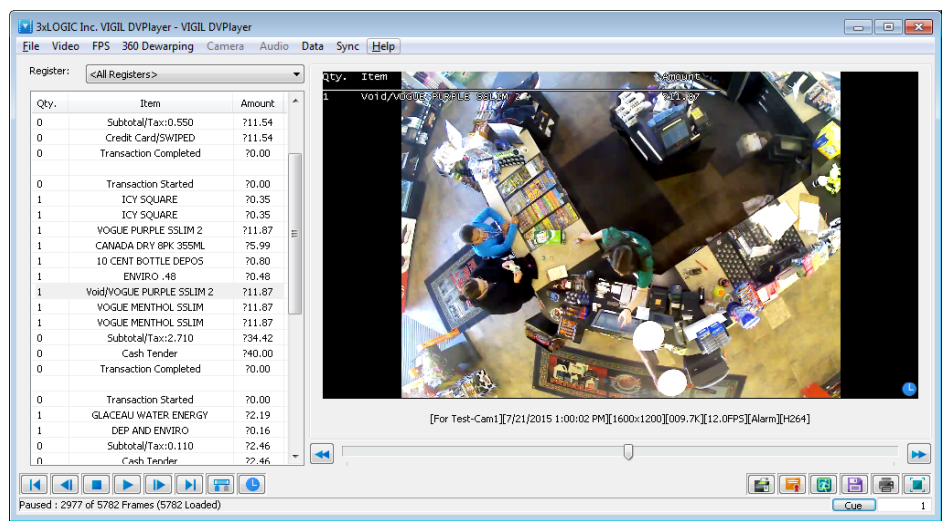 3xLOGIC Inc. VIGIL DVPlayer - VIGIL DVPlayer
File Video FPS 360 Dewarping Camera Audio Data Sync Help
Register: <All Registers>
Qty. Item Amount
0 Subtotal/Tax:0.550 ?11.54
0 Credit Card/SWIPED ?11.54
0 Transaction Completed ?0.00
0 Transaction Started ?0.00
1 ICY SQUARE ?0.35
1 ICY SQUARE ?0.35
1 VOGUE PURPLE SSLIM 2 ?11.87
1 CANADA DRY 8PK 355ML ?5.99
1 10 CENT BOTTLE DEPOS ?0.80
1 ENVIRO .48 ?0.48
1 Void/VOGUE PURPLE SSLIM 2 ?11.87
1 VOGUE MENTHOL SSLIM ?11.87
1 VOGUE MENTHOL SSLIM ?11.87
0 Subtotal/Tax:2.710 ?34.42
0 Cash Tender ?40.00
0 Transaction Completed ?0.00
0 Transaction Started ?0.00
1 GLACEAU WATER ENERGY ?2.19
1 DEP AND ENVIRO ?0.16
0 Subtotal/Tax:0.110 ?2.46
0 Cash Tender ?2.46
Qty. Item Amount
1 Void/VOGUE PURPLE SSLIM 2 ?11.87
[For Test-Cam1][7/21/2015 1:00:02 PM][1600x1200][009.7K][12.0FPS][Alarm][H264]
Paused : 2977 of 5782 Frames (5782 Loaded)
Cue 1